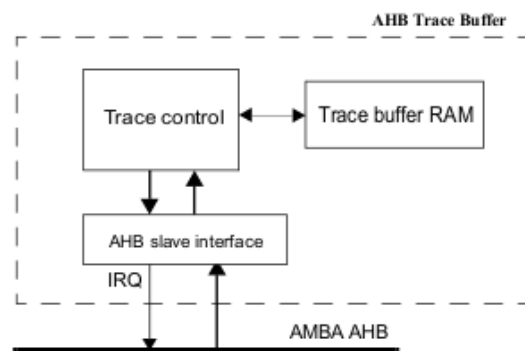 AHB Trace Buffer
Trace control
Trace buffer RAM
AHB slave interface
IRQ
AMBA AHB